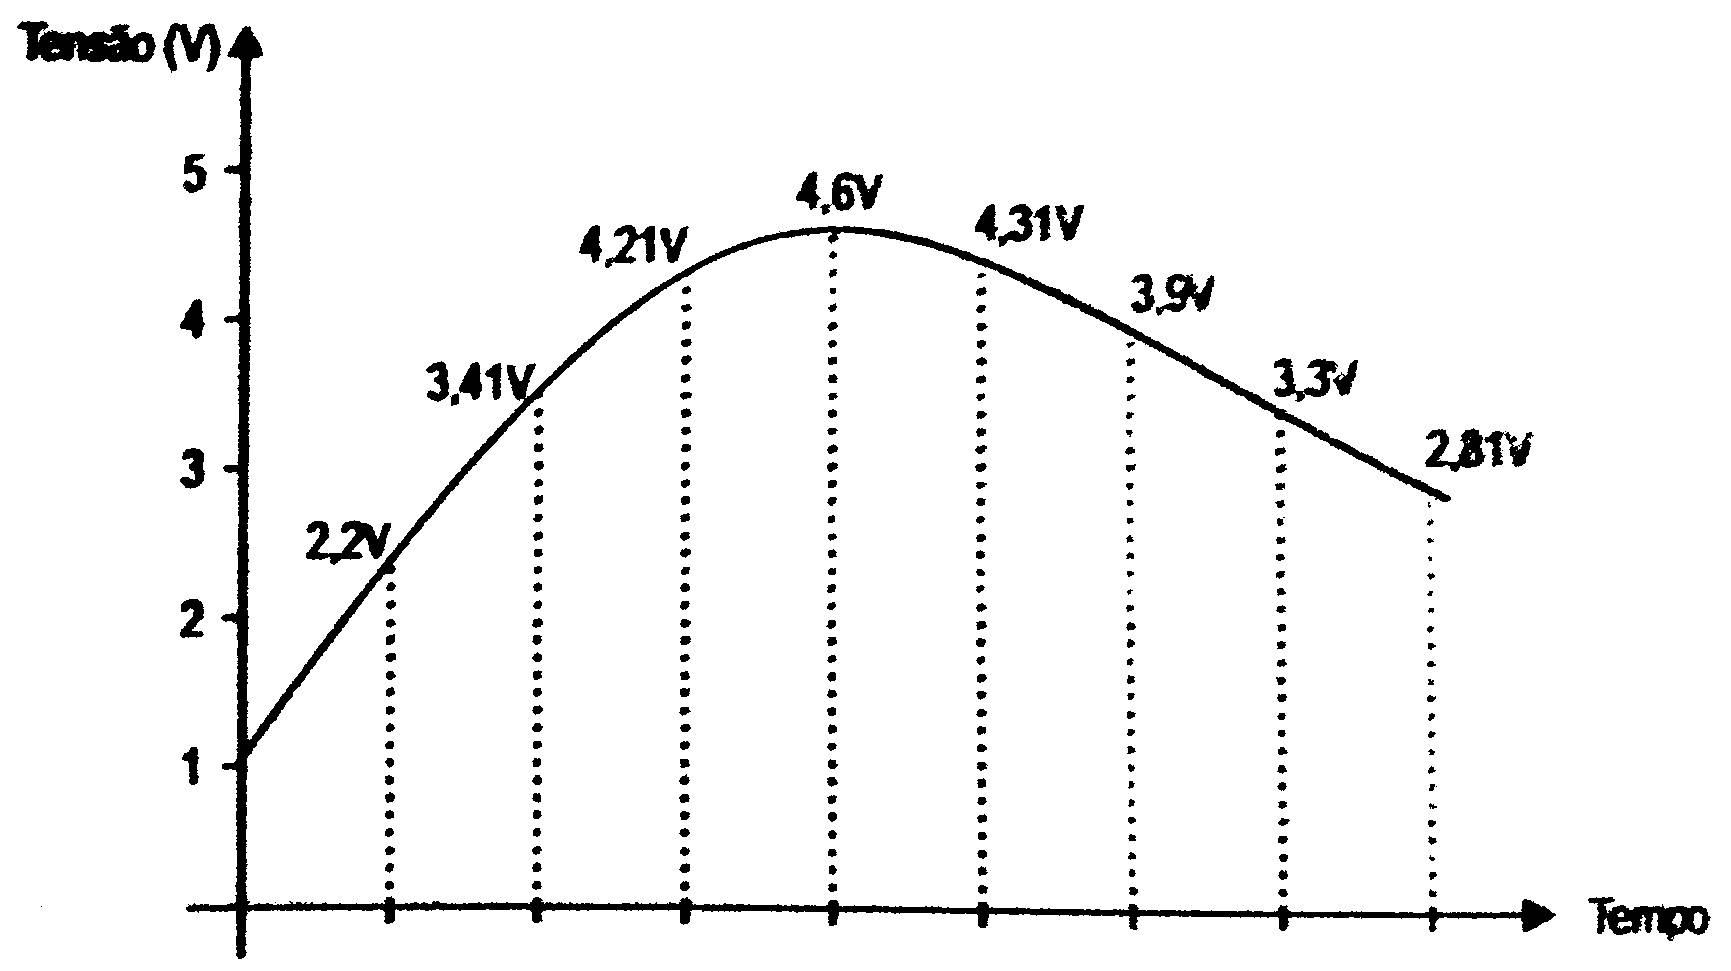 Tensão (V)
5
4,6V
4,31V
4,21V
3,9V
4
3,41V
3,3V
2,81V
3
2,2V
2
1
Tempo